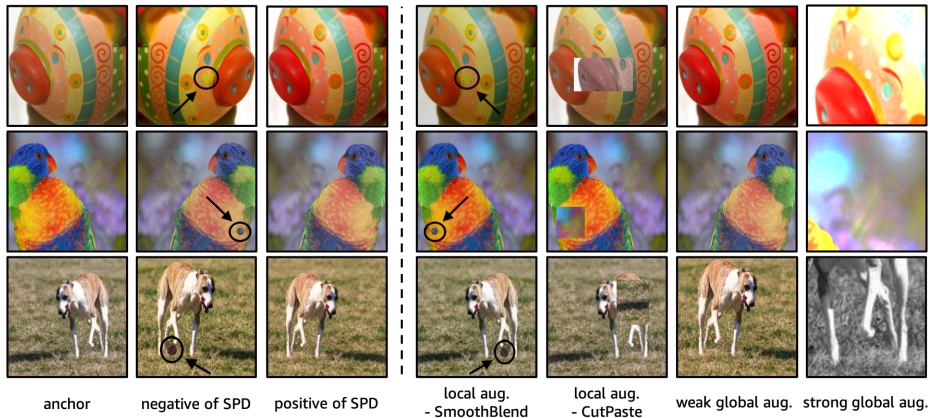 anchor
negative of SPD
positive of SPD
local aug.
- SmoothBlend
local aug.
- CutPaste
weak global aug.
strong global aug.